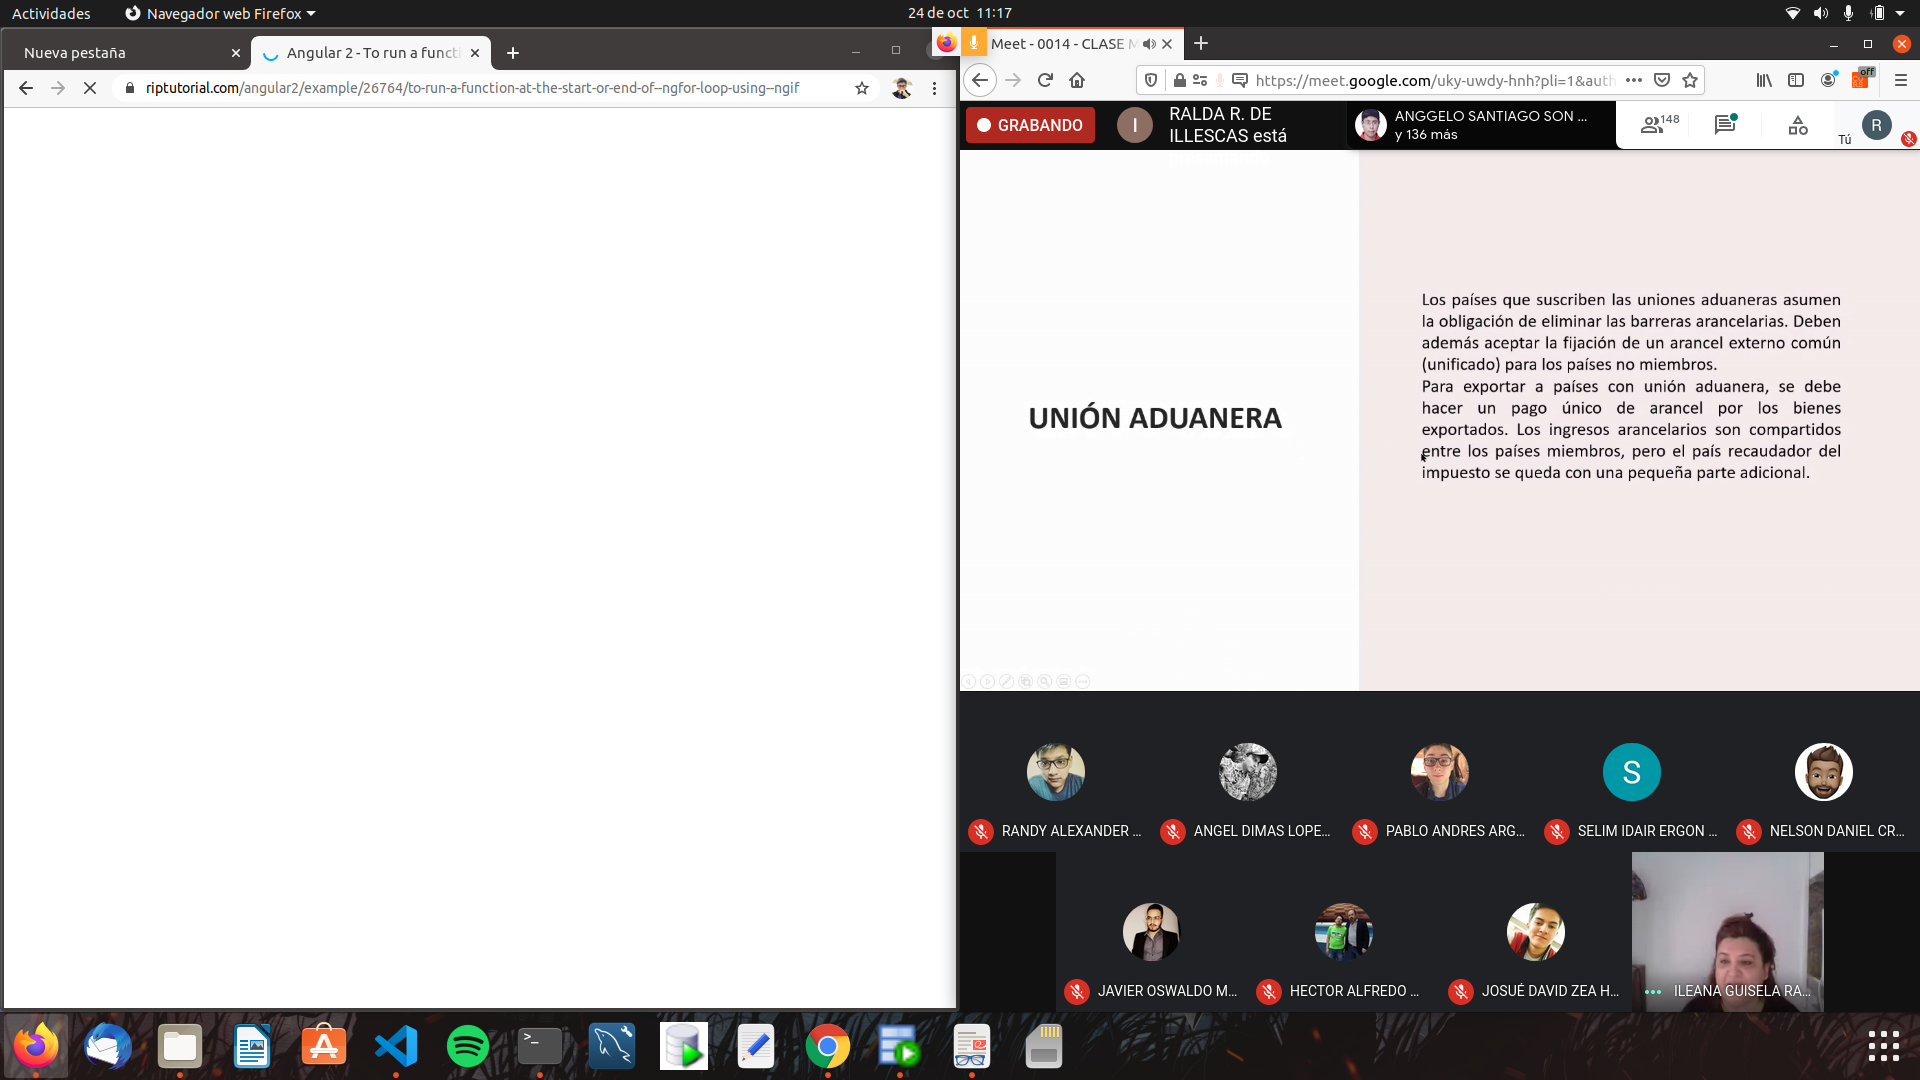 Actividades
Navegador web Firefox
24 de oct 11:17
Nueva pestaña
Angular 2 - To run a functi
riptutorial.com/angular2/example/26764/to-run-a-function-at-the-start-or-end-of--ngfor-loop-using--ngif
Meet - 0014 - CLASE M
https://meet.google.com/uky-uwdy-hnh?pli=1&auth
off
GRABANDO
I
RALDA R. DE
ILLESCAS está
ANGGELO SANTIAGO SON ...
y 136 más
148
Tú
R
UNIÓN ADUANERA
Los países que suscriben las uniones aduaneras asumen
la obligación de eliminar las barreras arancelarias. Deben
además aceptar la fijación de un arancel externo común
(unificado) para los países no miembros.
Para exportar a países con unión aduanera, se debe
hacer un pago único de arancel por los bienes
exportados. Los ingresos arancelarios son compartidos
entre los países miembros, pero el país recaudador del
impuesto se queda con una pequeña parte adicional.
S
RANDY ALEXANDER ...
ANGEL DIMAS LOPE...
PABLO ANDRES ARG...
SELIM IDAIR ERGON ...
NELSON DANIEL CR...
JAVIER OSWALDO M...
HECTOR ALFREDO ...
JOSUÉ DAVID ZEA H...
ILEANA GUISELA RA...